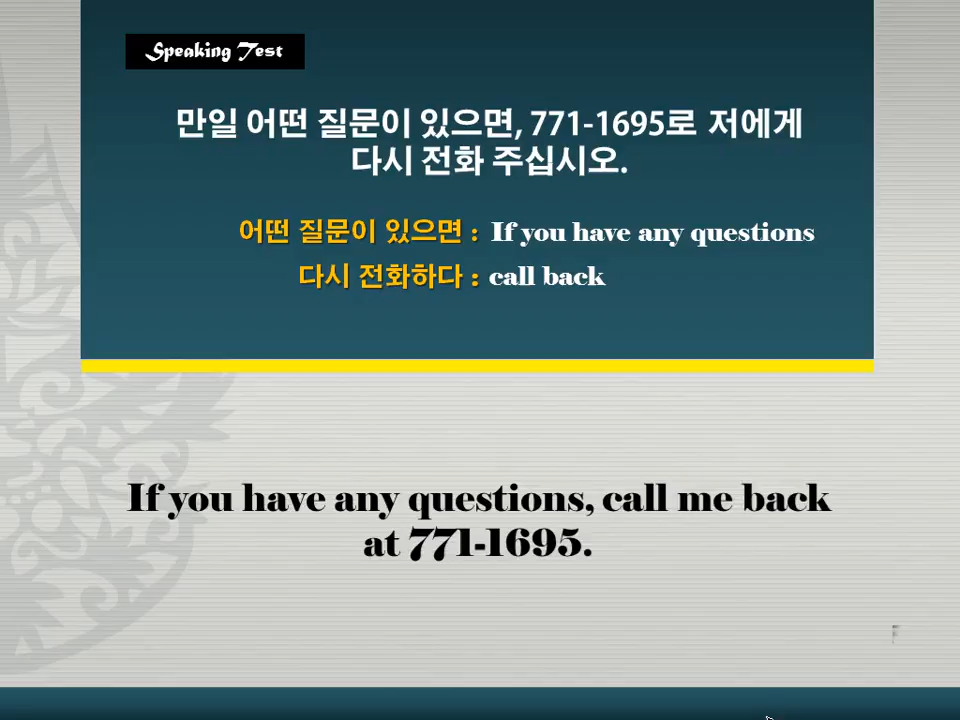 Speaking Test
만일 어떤 질문이 있으면, 771-1695로 저에게
다시 전화 주십시오.
어떤 질문이 있으면 : If you have any questions
다시 전화하다 : call back
If you have any questions, call me back
at 771-1695.